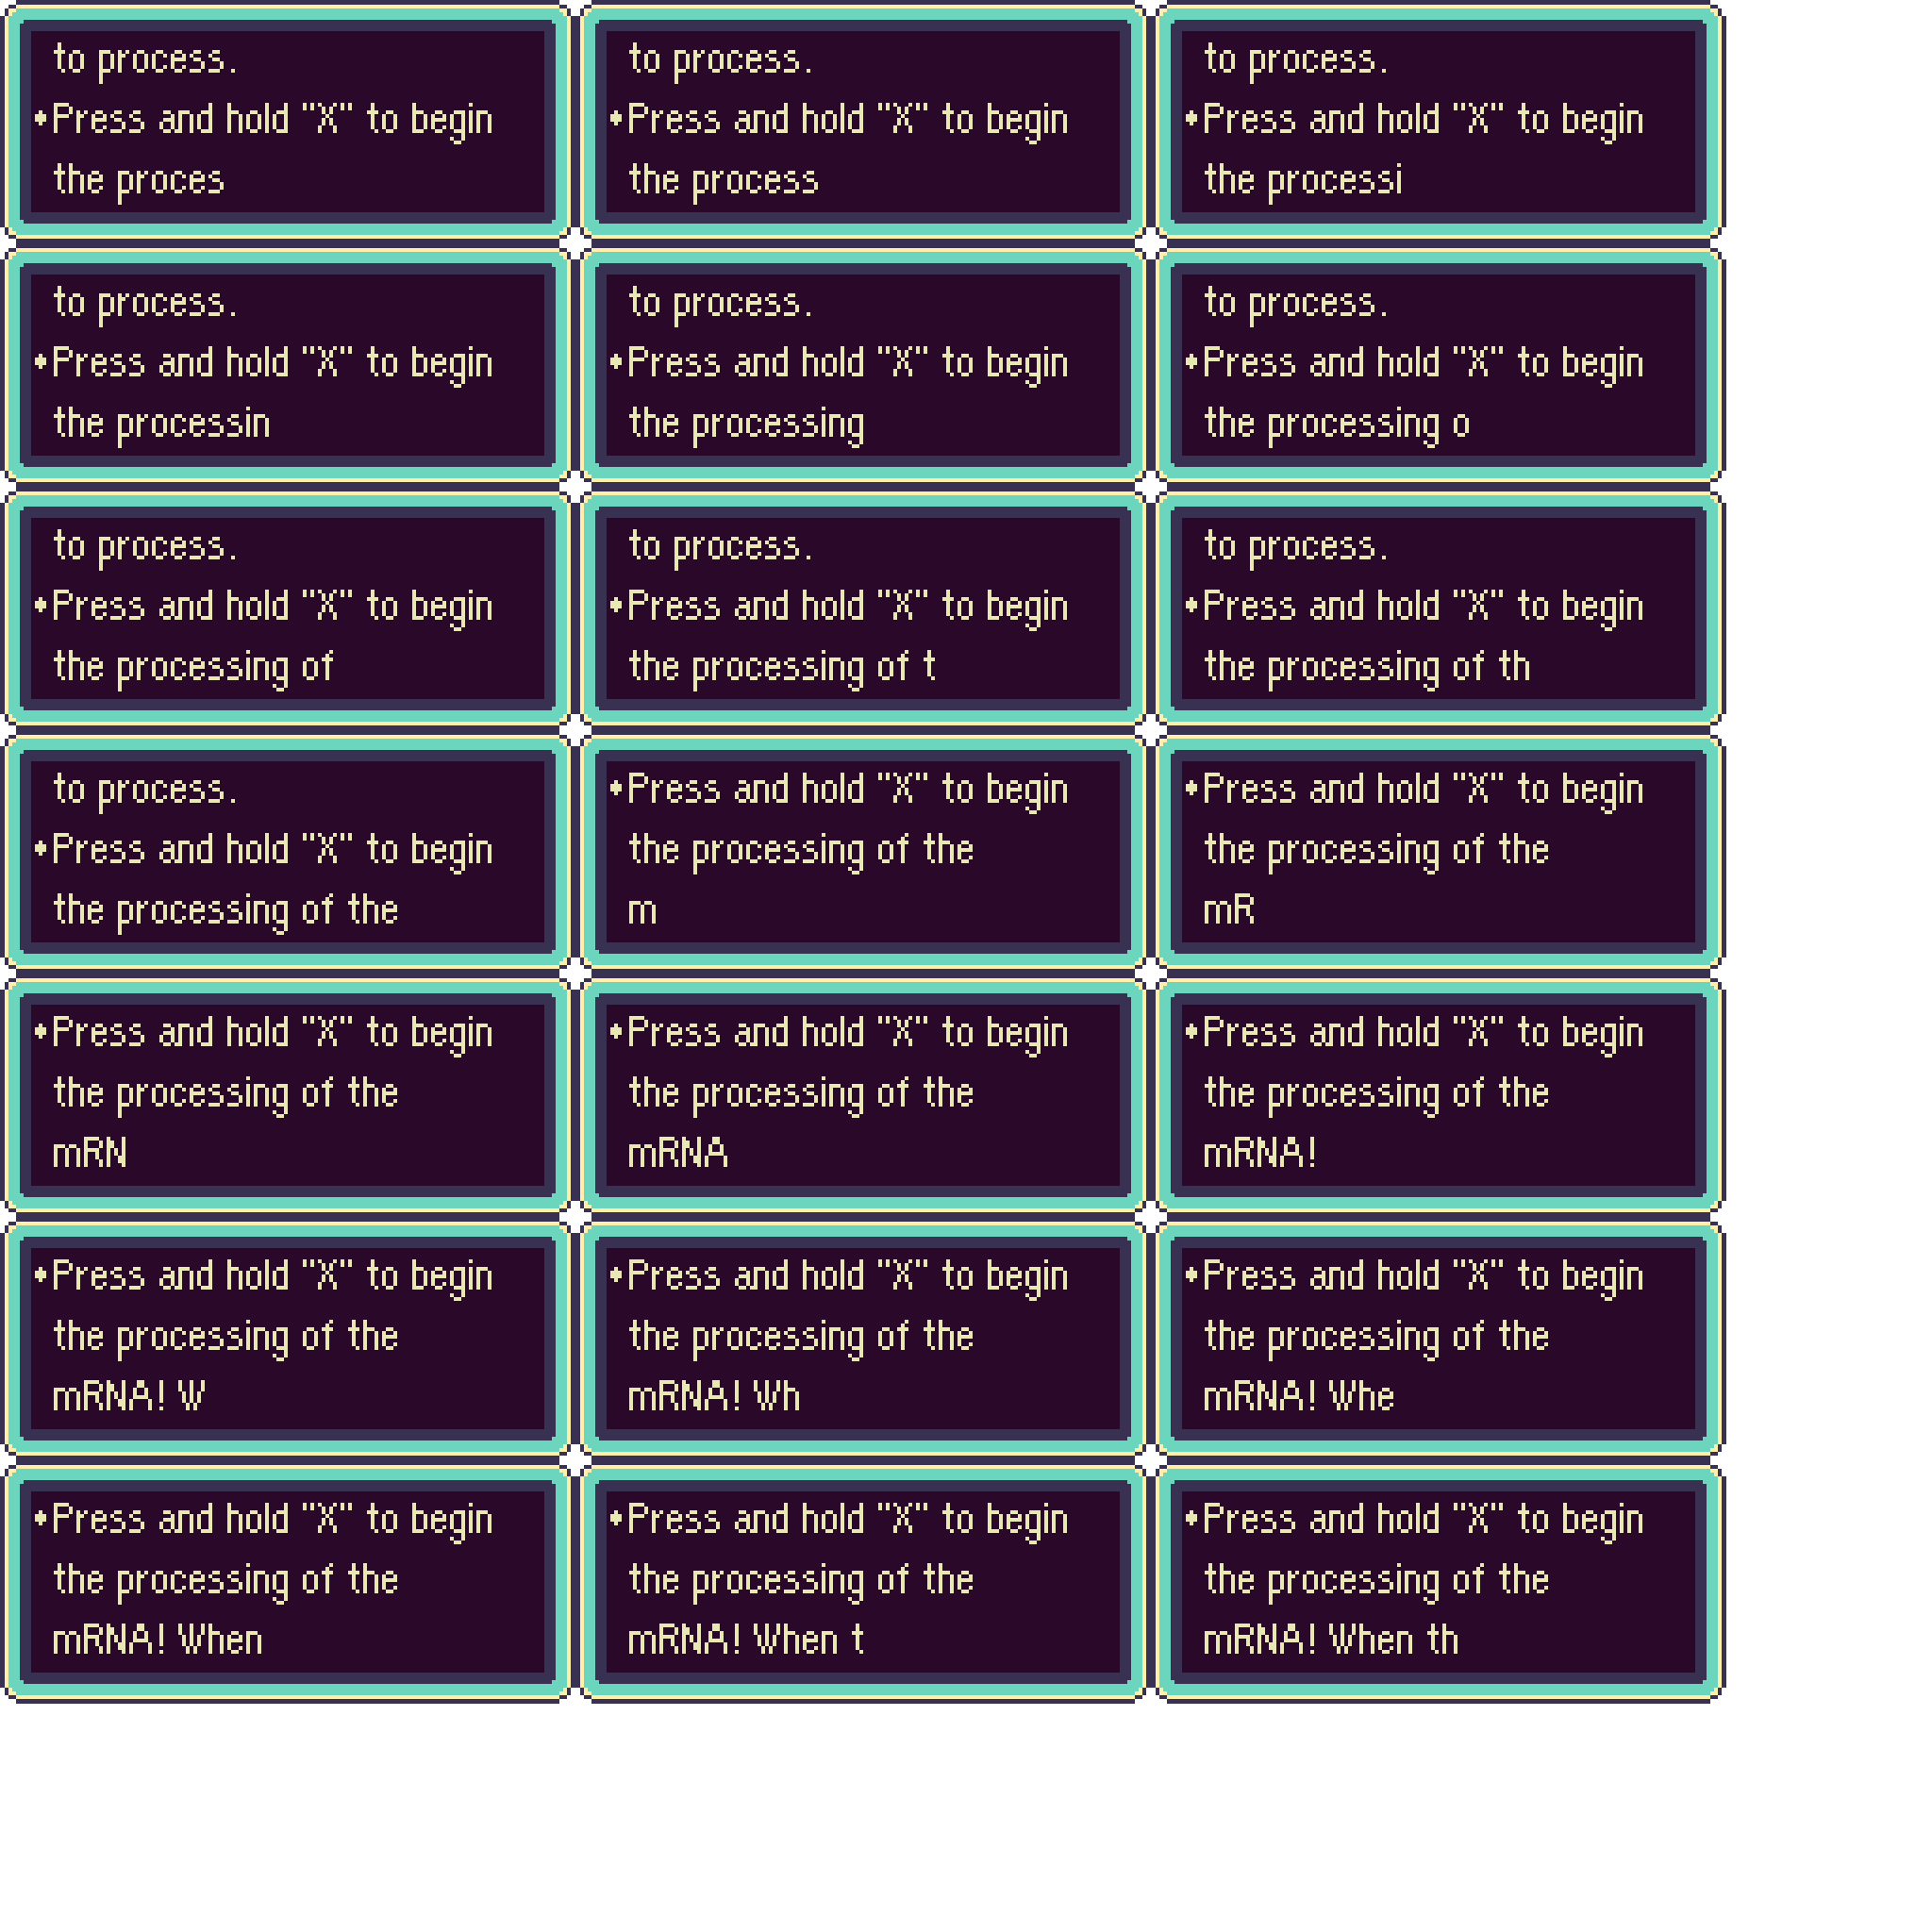 to process.
Press and hold "X" to begin
the proces
to process.
Press and hold "X" to begin
the process
to process.
Press and hold "X" to begin
the processi
to process.
Press and hold "X" to begin
the processin
to process.
Press and hold "X" to begin
the processing
to process.
Press and hold "X" to begin
the processing o
to process.
Press and hold "X" to begin
the processing of
to process.
Press and hold "X" to begin
the processing of t
to process.
Press and hold "X" to begin
the processing of th
to process.
Press and hold "X" to begin
the processing of the
Press and hold "X" to begin
the processing of the
m
Press and hold "X" to begin
the processing of the
mR
Press and hold "X" to begin
the processing of the
mRN
Press and hold "X" to begin
the processing of the
mRNA
Press and hold "X" to begin
the processing of the
mRNA!
Press and hold "X" to begin
the processing of the
mRNA! W
Press and hold "X" to begin
the processing of the
mRNA! Wh
Press and hold "X" to begin
the processing of the
mRNA! Whe
Press and hold "X" to begin
the processing of the
mRNA! When
Press and hold "X" to begin
the processing of the
mRNA! When t
Press and hold "X" to begin
the processing of the
mRNA! When th